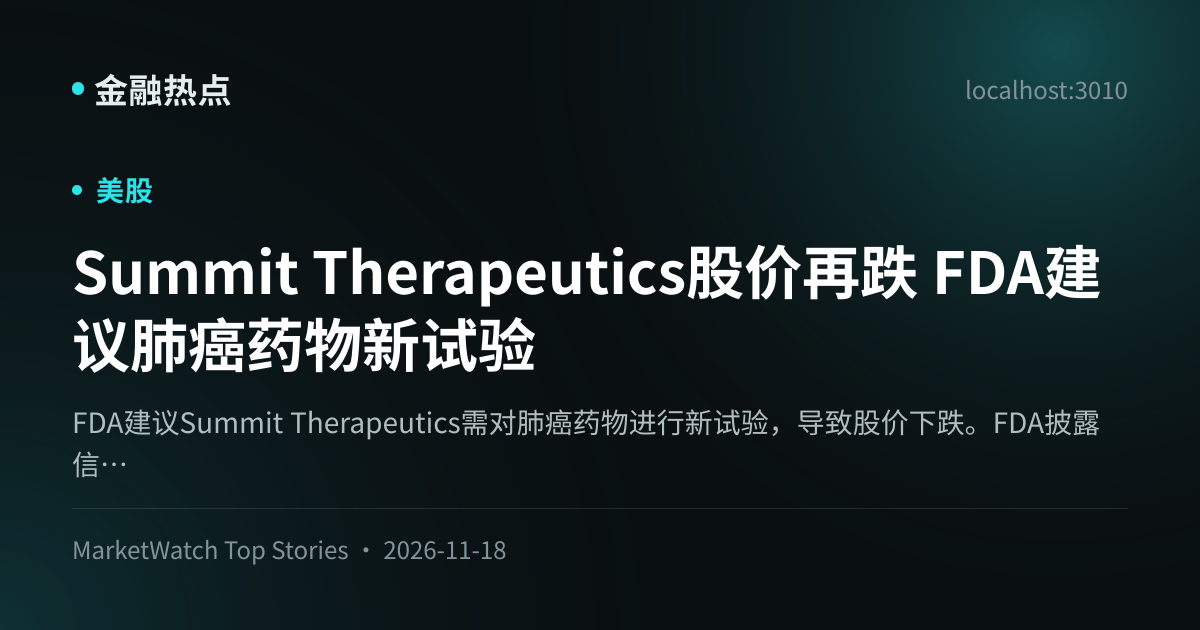 金融热点
localhost:3010
美股
Summit Therapeutics股价再跌 FDA建
议肺癌药物新试验
FDA建议Summit Therapeutics需对肺癌药物进行新试验，导致股价下跌。FDA披露
信…
MarketWatch Top Stories • 2026-11-18